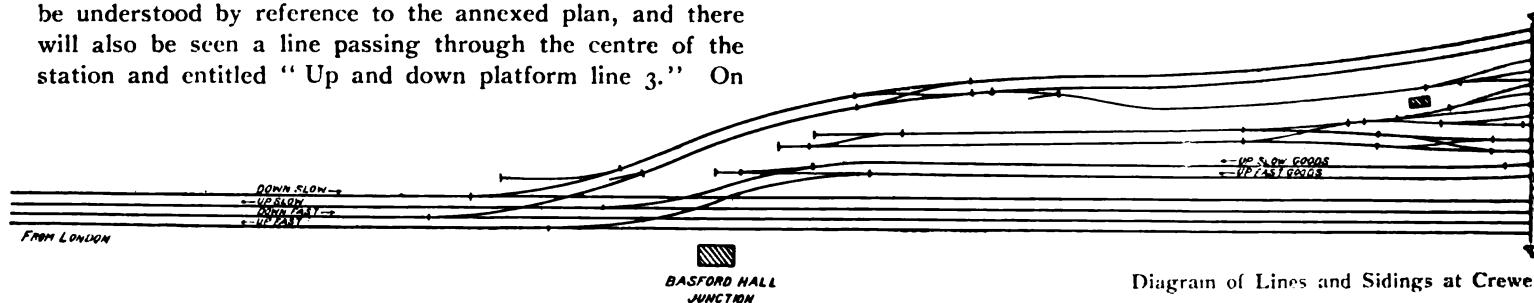 be understood by reference to the annexed plan, and there
will also be seen a line passing through the centre of the
station and entitled “ Up and down platform line 3.” On
←UP SLOW GOODS
←UP FAST GOODS
DOWN SLOW→
←UP SLOW
DOWN FAST→
←UP FAST
FROM LONDON
BASFORD HALL
JUNCTION
Diagram of Lines and Sidings at Crewe